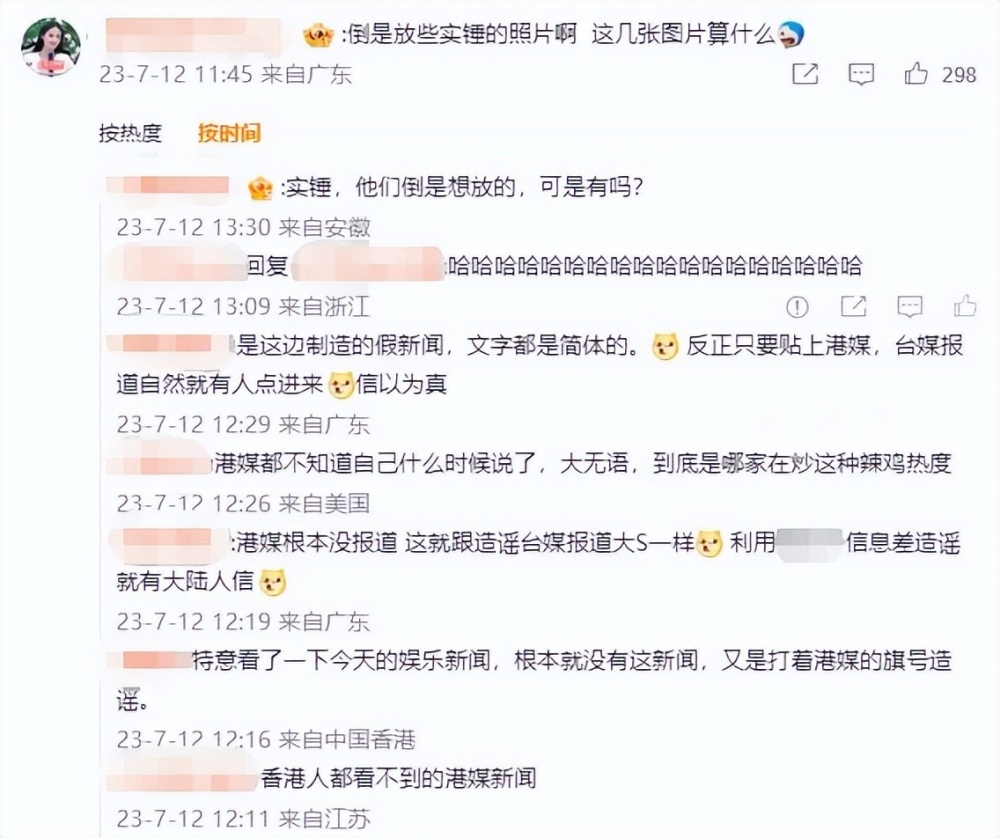 :倒是放些实锤的照片啊 这几张图片算什么
23-7-12 11:45 来自广东
298
按热度 按时间
:实锤，他们倒是想放的，可是有吗？
23-7-12 13:30 来自安徽
回复 :哈哈哈哈哈哈哈哈哈哈哈哈哈哈哈哈哈哈
23-7-12 13:09 来自浙江
是这边制造的假新闻，文字都是简体的。 反正只要贴上港媒，台媒报
道自然就有人点进来 信以为真
23-7-12 12:29 来自广东
港媒都不知道自己什么时候说了，大无语，到底是哪家在炒这种辣鸡热度
23-7-12 12:26 来自美国
:港媒根本没报道 这就跟造谣台媒报道大S一样 利用 信息差造谣
就有大陆人信
23-7-12 12:19 来自广东
特意看了一下今天的娱乐新闻，根本就没有这新闻，又是打着港媒的旗号造
谣。
23-7-12 12:16 来自中国香港
香港人都看不到的港媒新闻
23-7-12 12:11 来自江苏